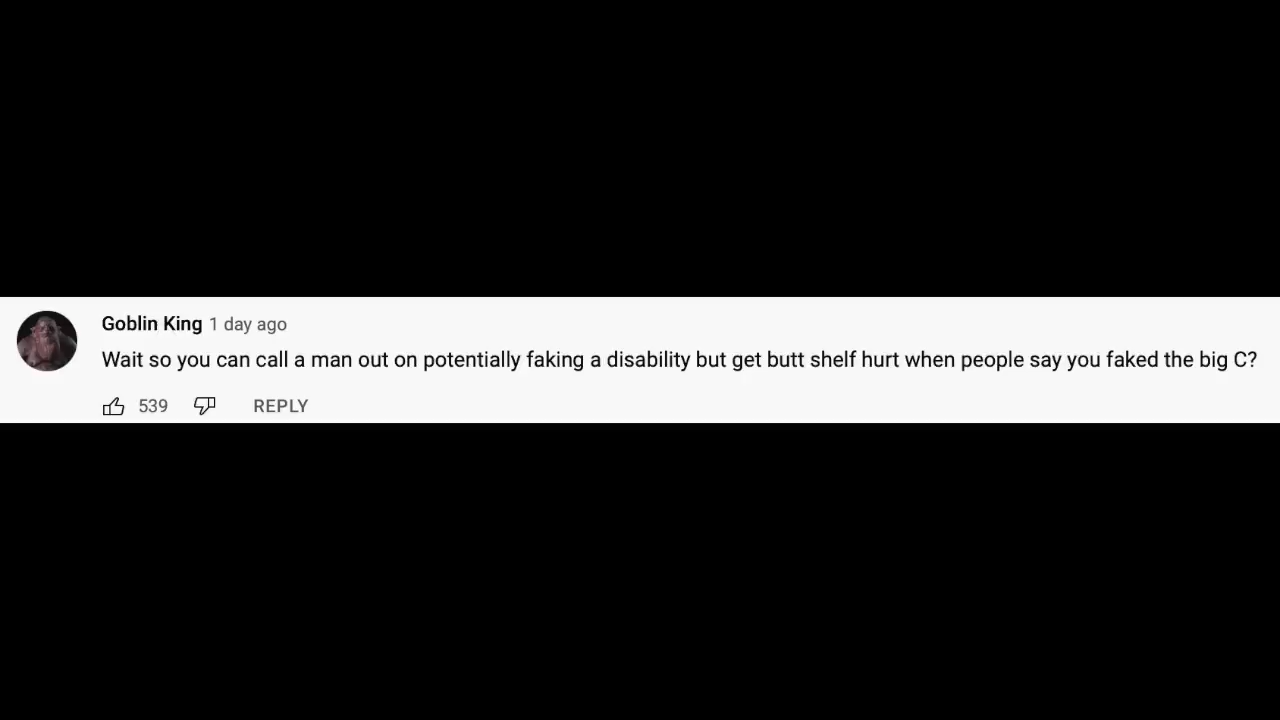 Goblin King 1 day ago
Wait so you can call a man out on potentially faking a disability but get butt shelf hurt when people say you faked the big C?
539 REPLY